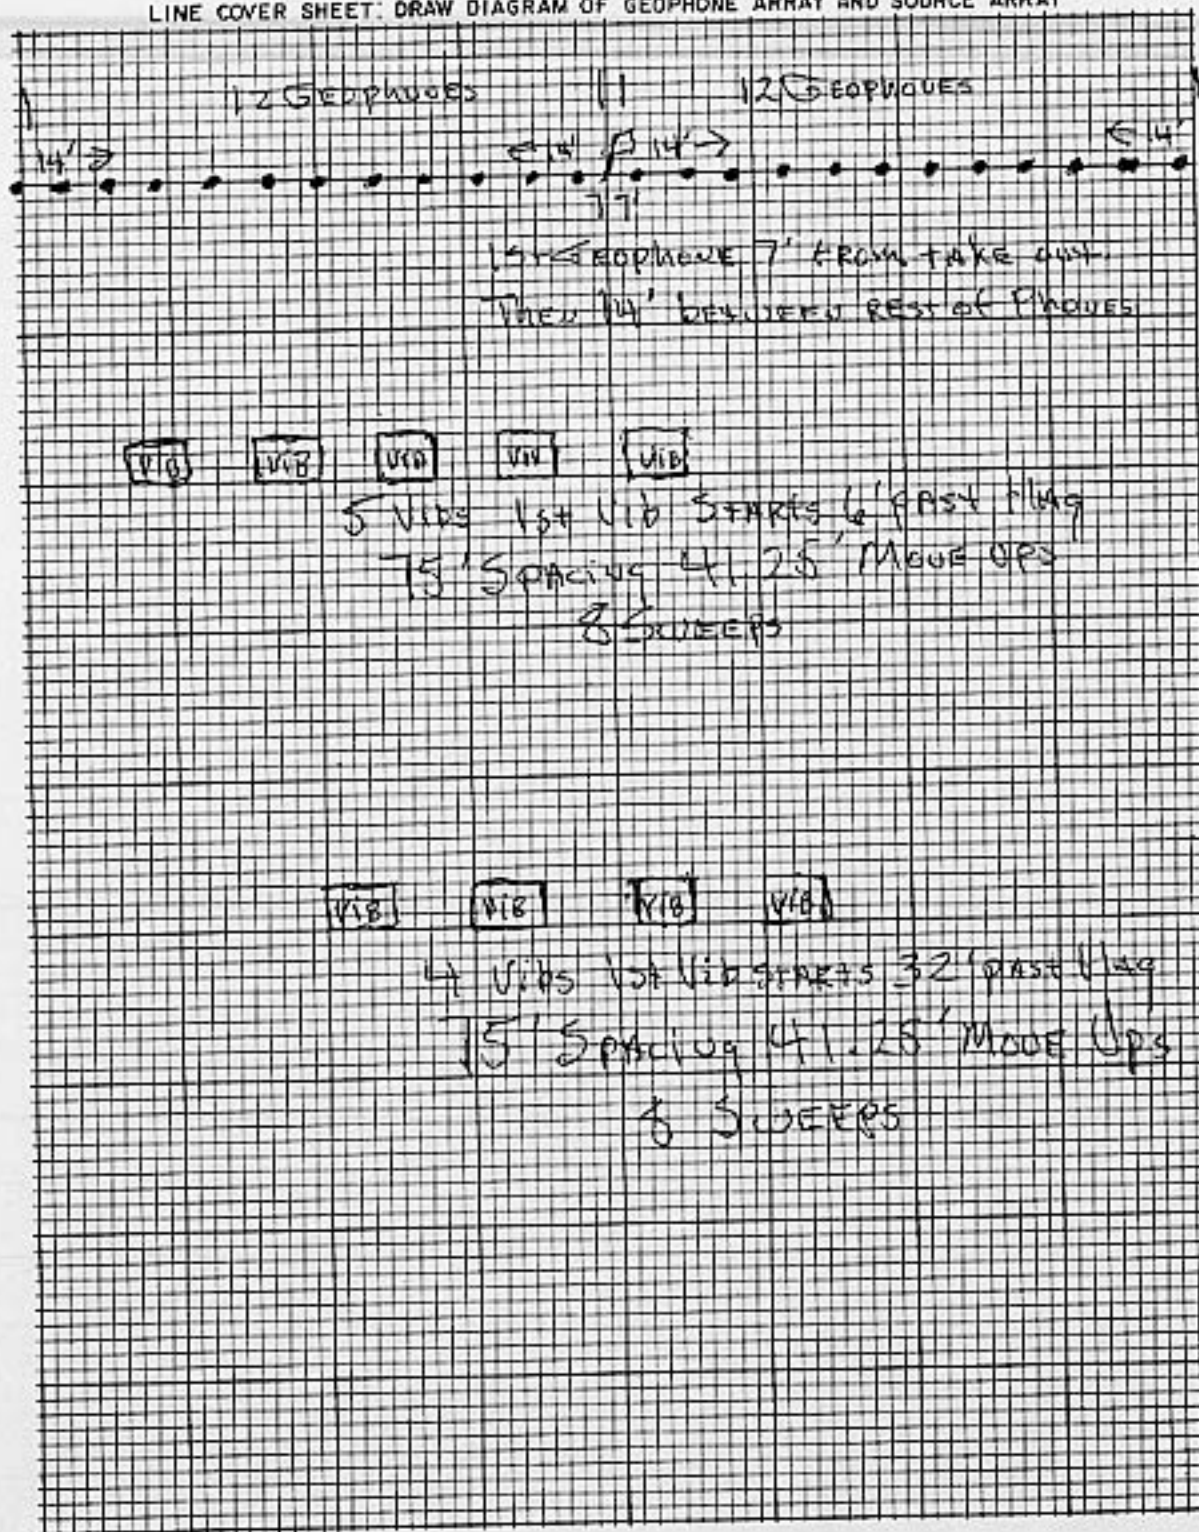 LINE COVER SHEET: DRAW DIAGRAM OF GEOPHONE ARRAY AND SOURCE ARRAY
12 GEOPHONES 12 GEOPHONES
14' 14' 14' 14'
7' 7'
1st GEOPHONE 7' FROM TAKE OUT.
THEN 14' BETWEEN REST OF PHONES
VIB VIB VIB VIB VIB
5 Vibs 1st Vib STARTS 6' PAST Flag
75' SPACING 41.25' MOVE UPS
8 SWEEPS
VIB VIB VIB VIB
4 Vibs 1st Vib STARTS 32' PAST Flag
75' SPACING 41.25' MOVE UPS
8 SWEEPS